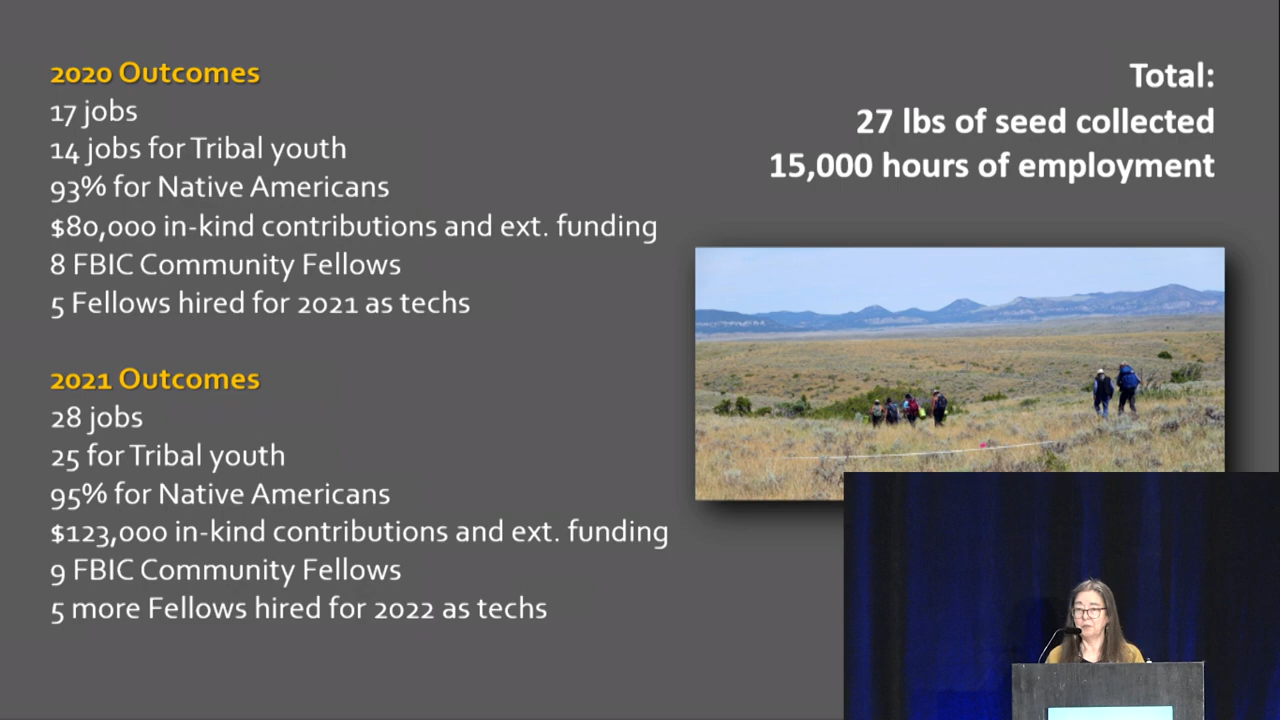 2020 Outcomes
17 jobs
14 jobs for Tribal youth
93% for Native Americans
$80,000 in-kind contributions and ext. funding
8 FBIC Community Fellows
5 Fellows hired for 2021 as techs
2021 Outcomes
28 jobs
25 for Tribal youth
95% for Native Americans
$123,000 in-kind contributions and ext. funding
9 FBIC Community Fellows
5 more Fellows hired for 2022 as techs
Total:
27 lbs of seed collected
15,000 hours of employment